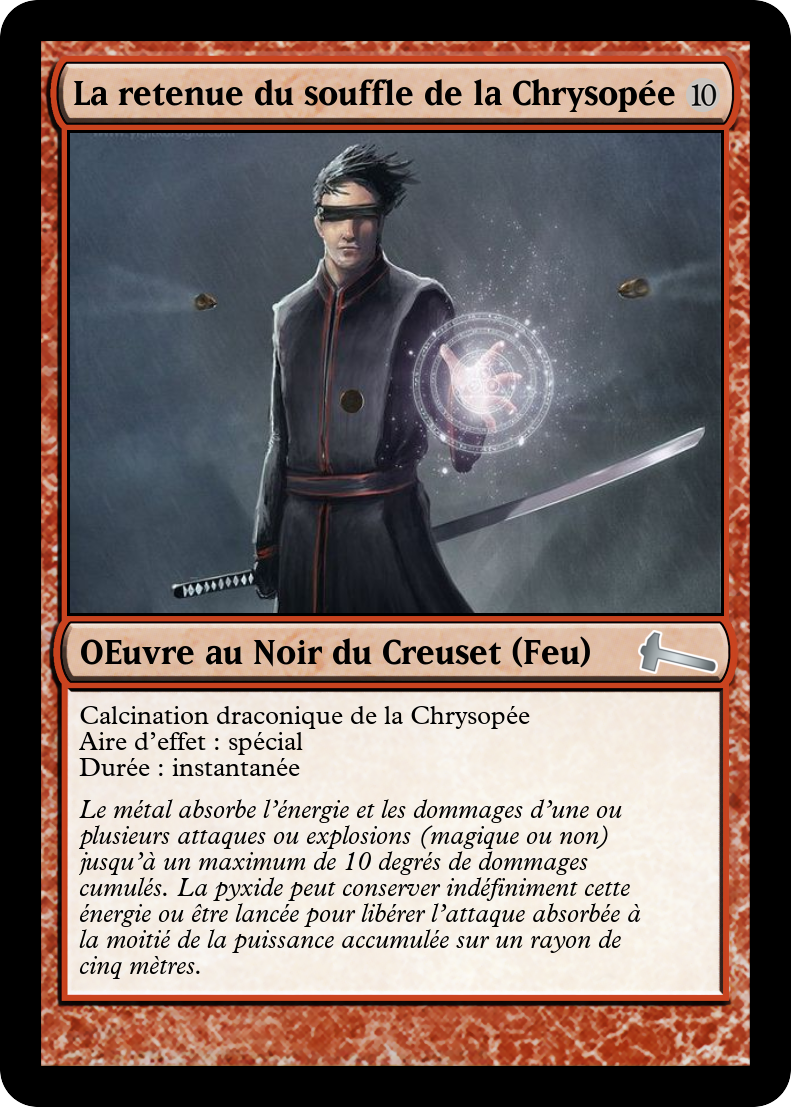 La retenue du souffle de la Chrysopée 10
OEuvre au Noir du Creuset (Feu)
Calcination draconique de la Chrysopée
Aire d'effet : spécial
Durée : instantanée
Le métal absorbe l'énergie et les dommages d'une ou
plusieurs attaques ou explosions (magique ou non)
jusqu'à un maximum de 10 degrés de dommages
cumulés. La pyxide peut conserver indéfiniment cette
énergie ou être lancée pour libérer l'attaque absorbée à
la moitié de la puissance accumulée sur un rayon de
cinq mètres.